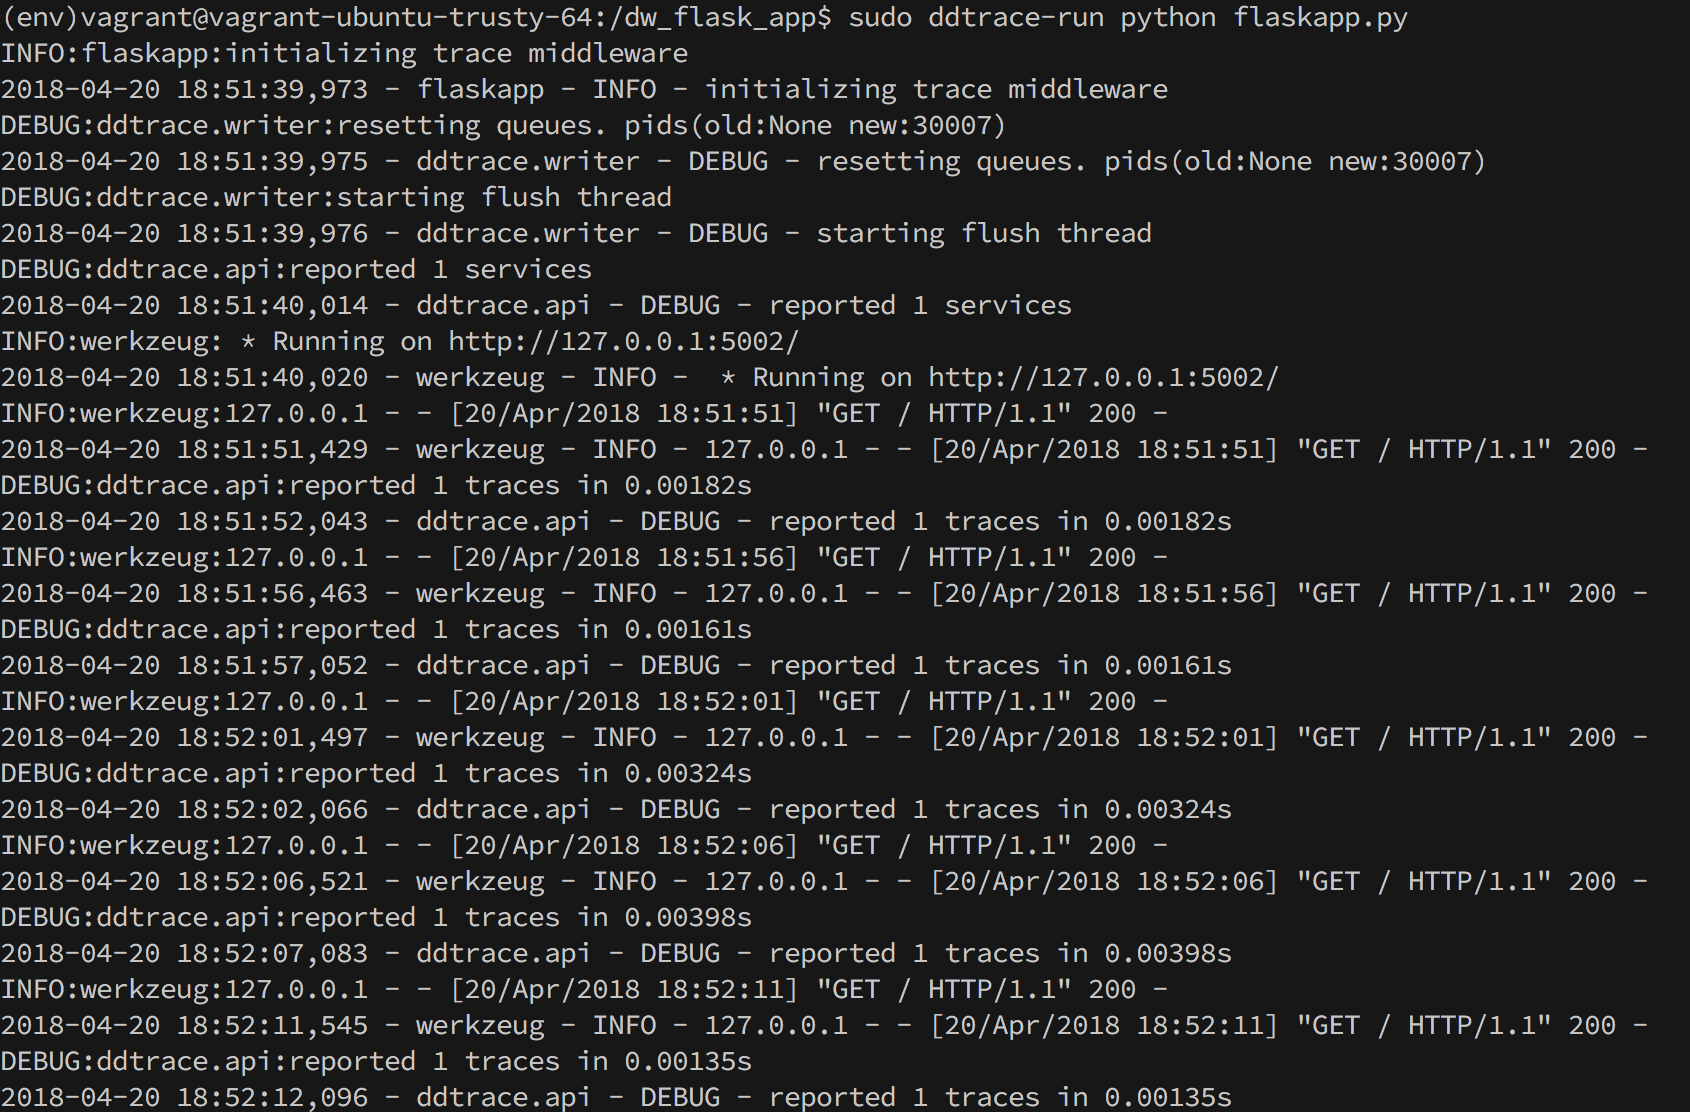 (env)vagrant@vagrant-ubuntu-trusty-64:/dw_flask_app$ sudo ddtrace-run python flaskapp.py
INFO:flaskapp:initializing trace middleware
2018-04-20 18:51:39,973 - flaskapp - INFO - initializing trace middleware
DEBUG:ddtrace.writer:resetting queues. pids(old:None new:30007)
2018-04-20 18:51:39,975 - ddtrace.writer - DEBUG - resetting queues. pids(old:None new:30007)
DEBUG:ddtrace.writer:starting flush thread
2018-04-20 18:51:39,976 - ddtrace.writer - DEBUG - starting flush thread
DEBUG:ddtrace.api:reported 1 services
2018-04-20 18:51:40,014 - ddtrace.api - DEBUG - reported 1 services
INFO:werkzeug: * Running on http://127.0.0.1:5002/
2018-04-20 18:51:40,020 - werkzeug - INFO -  * Running on http://127.0.0.1:5002/
INFO:werkzeug:127.0.0.1 - - [20/Apr/2018 18:51:51] "GET / HTTP/1.1" 200 -
2018-04-20 18:51:51,429 - werkzeug - INFO - 127.0.0.1 - - [20/Apr/2018 18:51:51] "GET / HTTP/1.1" 200 -
DEBUG:ddtrace.api:reported 1 traces in 0.00182s
2018-04-20 18:51:52,043 - ddtrace.api - DEBUG - reported 1 traces in 0.00182s
INFO:werkzeug:127.0.0.1 - - [20/Apr/2018 18:51:56] "GET / HTTP/1.1" 200 -
2018-04-20 18:51:56,463 - werkzeug - INFO - 127.0.0.1 - - [20/Apr/2018 18:51:56] "GET / HTTP/1.1" 200 -
DEBUG:ddtrace.api:reported 1 traces in 0.00161s
2018-04-20 18:51:57,052 - ddtrace.api - DEBUG - reported 1 traces in 0.00161s
INFO:werkzeug:127.0.0.1 - - [20/Apr/2018 18:52:01] "GET / HTTP/1.1" 200 -
2018-04-20 18:52:01,497 - werkzeug - INFO - 127.0.0.1 - - [20/Apr/2018 18:52:01] "GET / HTTP/1.1" 200 -
DEBUG:ddtrace.api:reported 1 traces in 0.00324s
2018-04-20 18:52:02,066 - ddtrace.api - DEBUG - reported 1 traces in 0.00324s
INFO:werkzeug:127.0.0.1 - - [20/Apr/2018 18:52:06] "GET / HTTP/1.1" 200 -
2018-04-20 18:52:06,521 - werkzeug - INFO - 127.0.0.1 - - [20/Apr/2018 18:52:06] "GET / HTTP/1.1" 200 -
DEBUG:ddtrace.api:reported 1 traces in 0.00398s
2018-04-20 18:52:07,083 - ddtrace.api - DEBUG - reported 1 traces in 0.00398s
INFO:werkzeug:127.0.0.1 - - [20/Apr/2018 18:52:11] "GET / HTTP/1.1" 200 -
2018-04-20 18:52:11,545 - werkzeug - INFO - 127.0.0.1 - - [20/Apr/2018 18:52:11] "GET / HTTP/1.1" 200 -
DEBUG:ddtrace.api:reported 1 traces in 0.00135s
2018-04-20 18:52:12,096 - ddtrace.api - DEBUG - reported 1 traces in 0.00135s